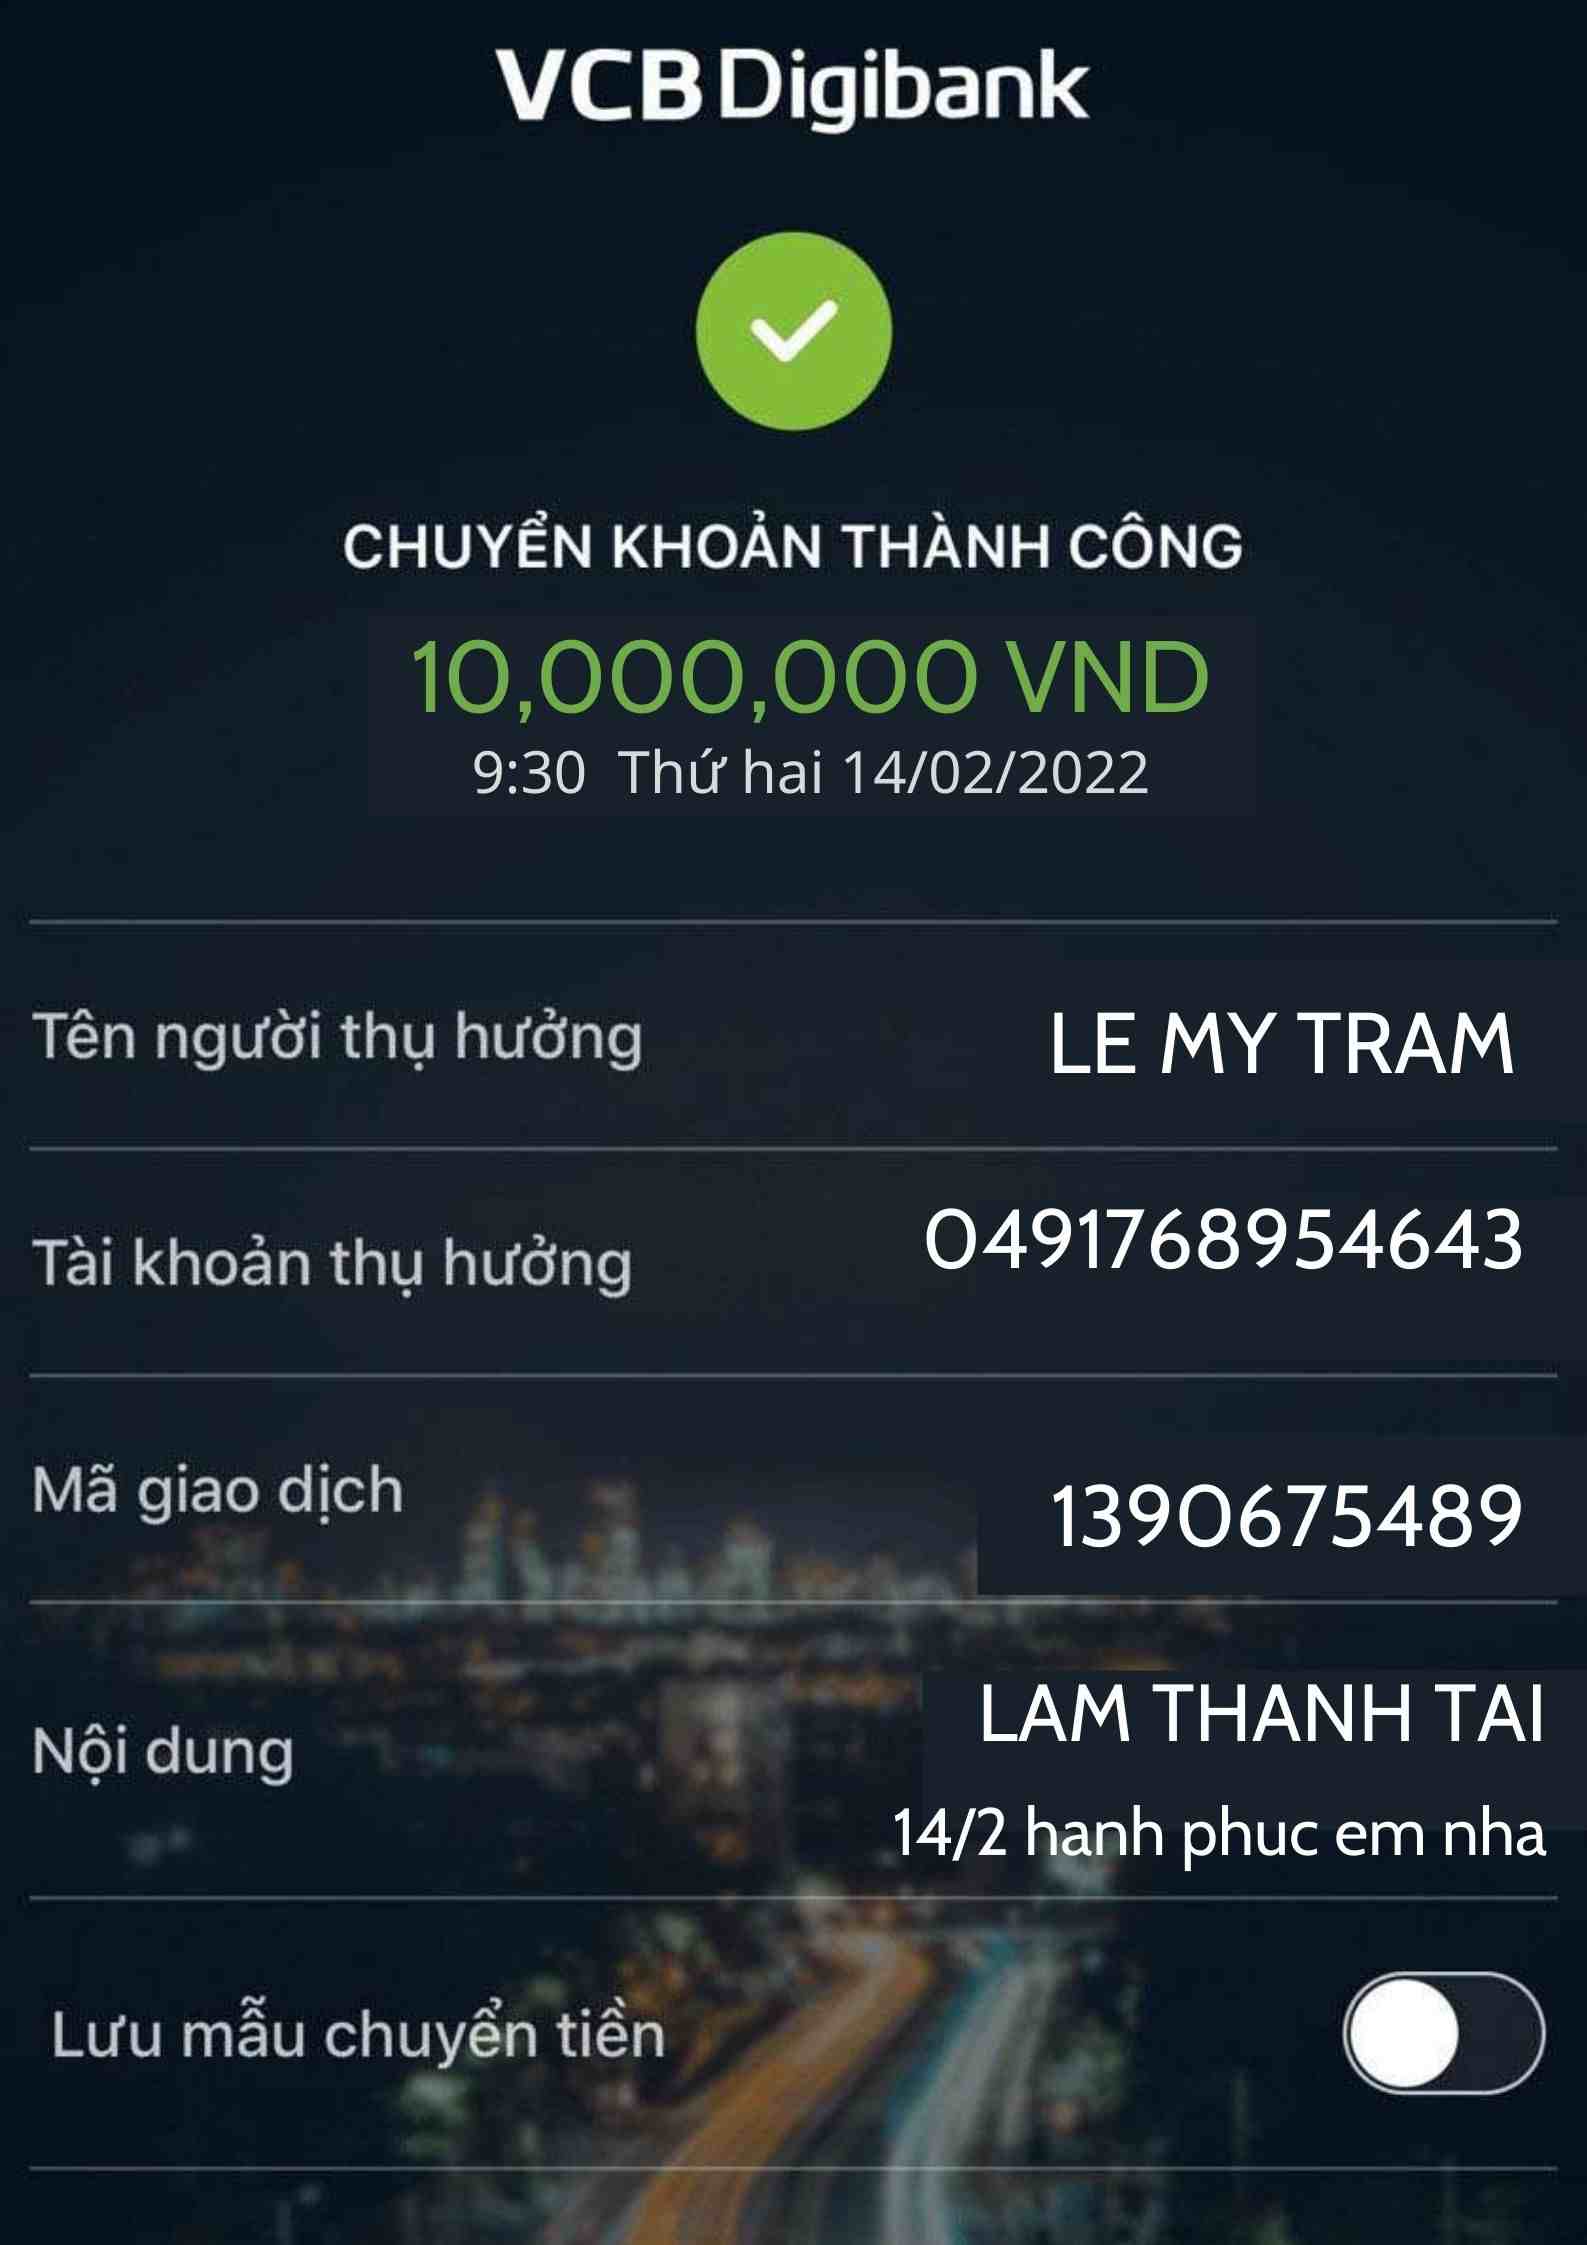 VCB Digibank
CHUYỂN KHOẢN THÀNH CÔNG
10,000,000 VND
9:30 Thứ hai 14/02/2022
Tên người thụ hưởng LE MY TRAM
Tài khoản thụ hưởng 0491768954643
Mã giao dịch 1390675489
Nội dung LAM THANH TAI
14/2 hanh phuc em nha
Lưu mẫu chuyển tiền